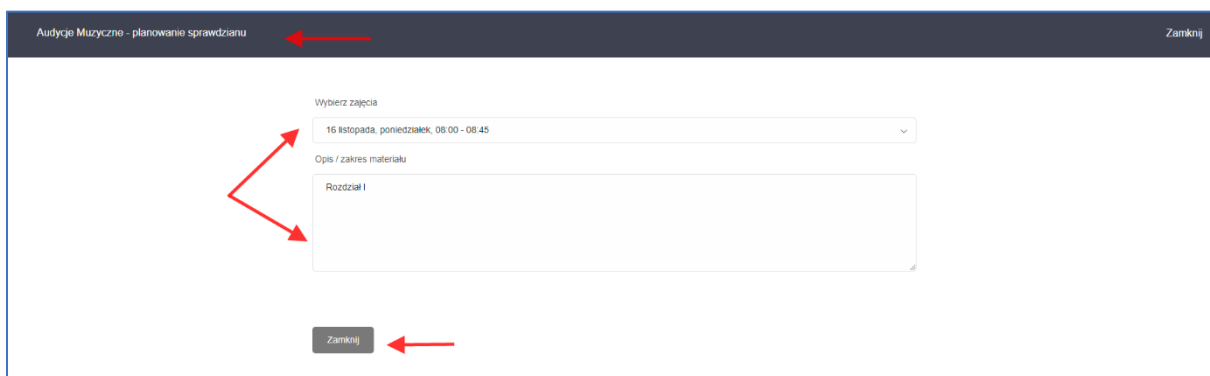 Audycje Muzyczne - planowanie sprawdzianu
Zamknij
Wybierz zajęcia
16 listopada, poniedziałek, 08:00 - 08:45
Opis / zakres materiału
Rozdział I
Zamknij